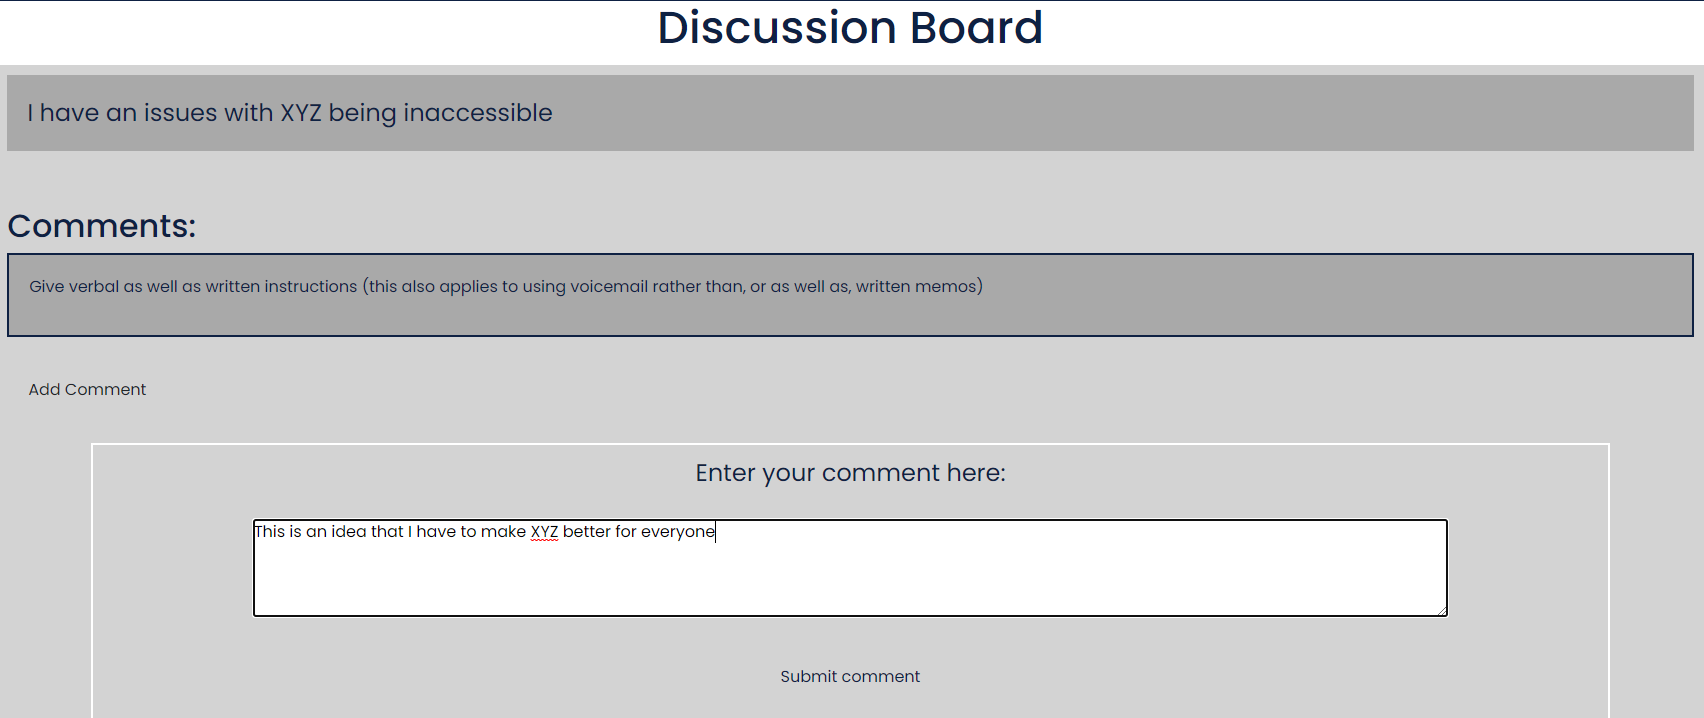 Discussion Board
I have an issues with XYZ being inaccessible
Comments:
Give verbal as well as written instructions (this also applies to using voicemail rather than, or as well as, written memos)
Add Comment
Enter your comment here:
This is an idea that I have to make XYZ better for everyone
Submit comment